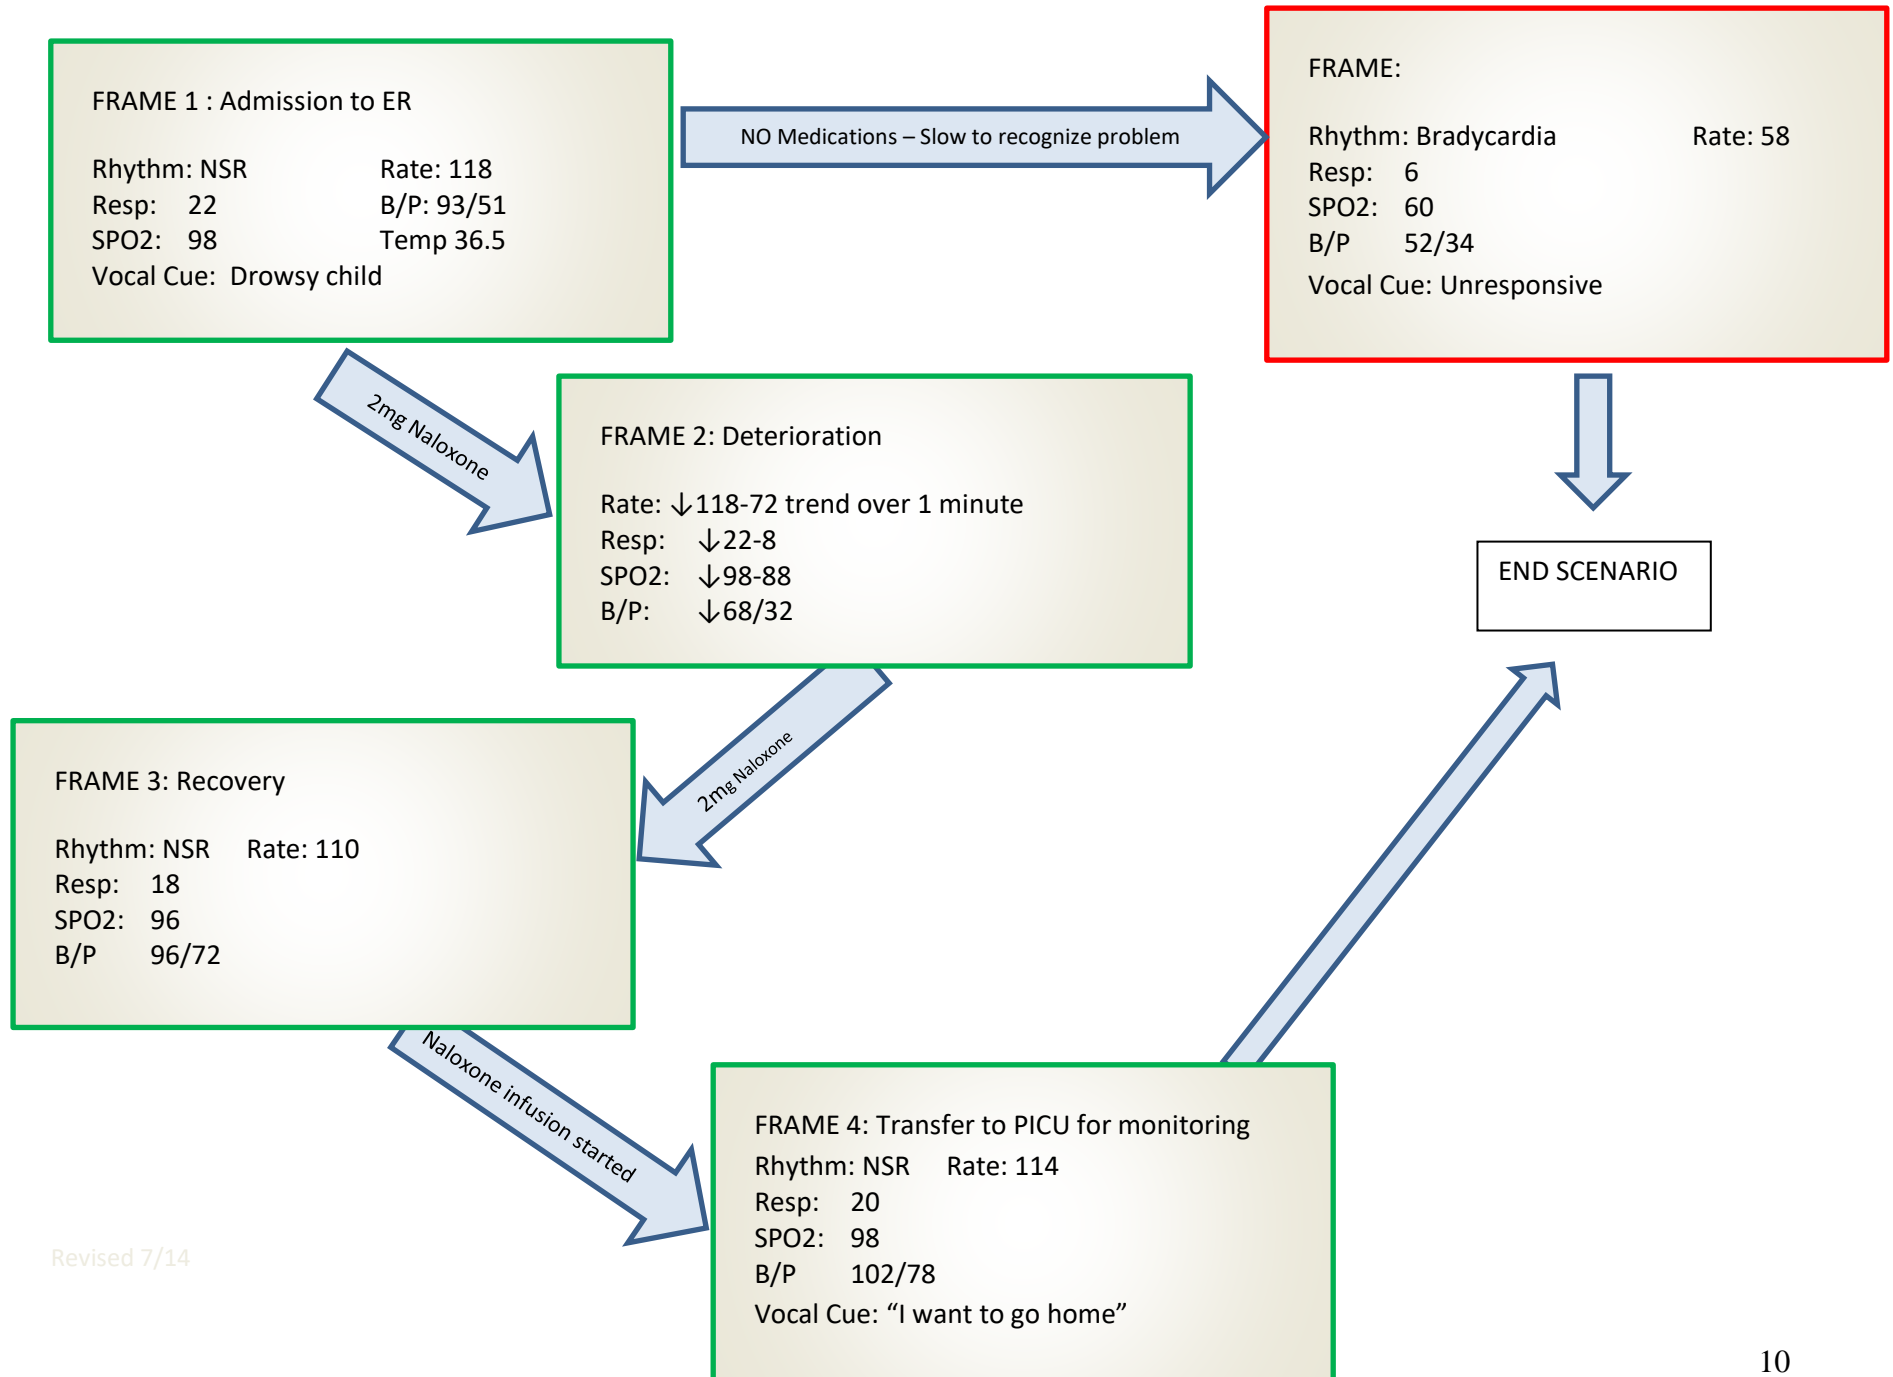 FRAME 1 : Admission to ER
Rhythm: NSR Rate: 118
Resp: 22 B/P: 93/51
SPO2: 98 Temp 36.5
Vocal Cue: Drowsy child
NO Medications – Slow to recognize problem
FRAME:
Rhythm: Bradycardia Rate: 58
Resp: 6
SPO2: 60
B/P 52/34
Vocal Cue: Unresponsive
2mg Naloxone
FRAME 2: Deterioration
Rate: ↓118-72 trend over 1 minute
Resp: ↓22-8
SPO2: ↓98-88
B/P: ↓68/32
END SCENARIO
2mg Naloxone
FRAME 3: Recovery
Rhythm: NSR Rate: 110
Resp: 18
SPO2: 96
B/P 96/72
Naloxone infusion started
FRAME 4: Transfer to PICU for monitoring
Rhythm: NSR Rate: 114
Resp: 20
SPO2: 98
B/P 102/78
Vocal Cue: “I want to go home”
Revised 7/14
10